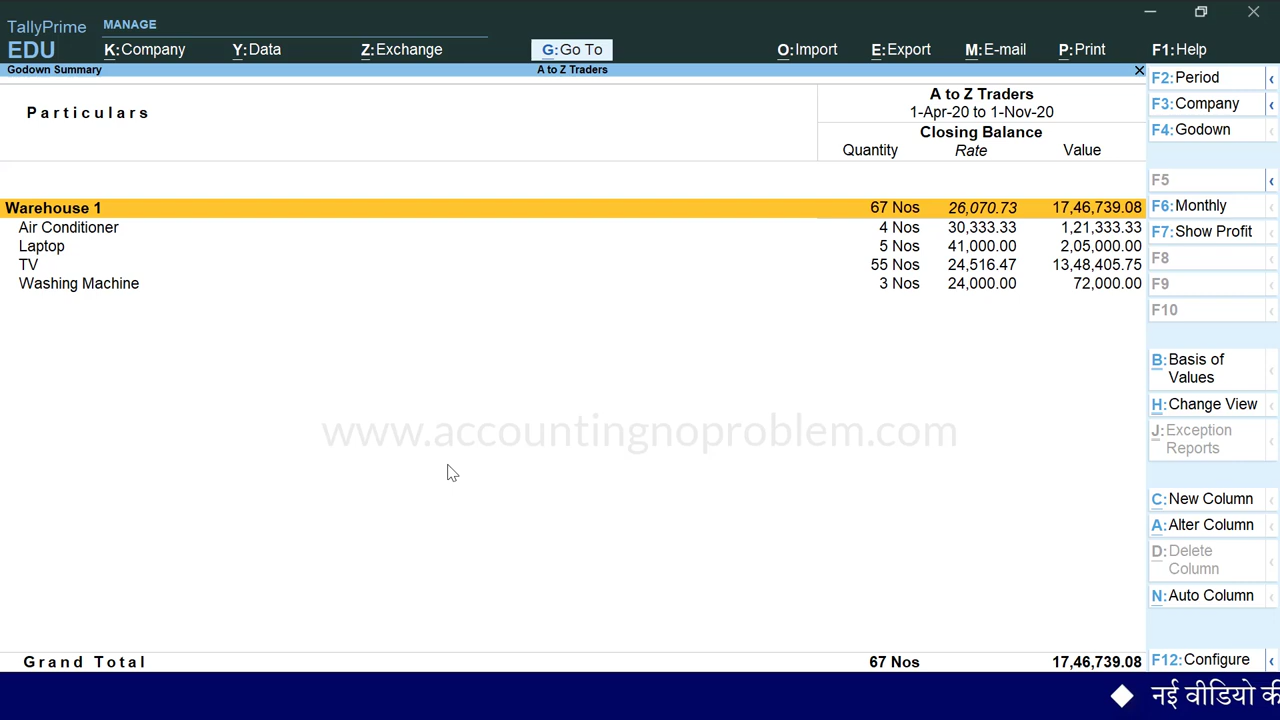 TallyPrime
EDU
MANAGE
K:Company
Y:Data
Z:Exchange
G:Go To
O:Import
E:Export
M:E-mail
P:Print
F1:Help
Godown Summary
A to Z Traders
Particulars
A to Z Traders
1-Apr-20 to 1-Nov-20
Closing Balance
Quantity Rate Value
Warehouse 1 67 Nos 26,070.73 17,46,739.08
Air Conditioner 4 Nos 30,333.33 1,21,333.33
Laptop 5 Nos 41,000.00 2,05,000.00
TV 55 Nos 24,516.47 13,48,405.75
Washing Machine 3 Nos 24,000.00 72,000.00
www.accountingnoproblem.com
Grand Total 67 Nos 17,46,739.08
F2:Period
F3:Company
F4:Godown
F5
F6:Monthly
F7:Show Profit
F8
F9
F10
B:Basis of
Values
H:Change View
J:Exception
Reports
C:New Column
A:Alter Column
D:Delete
Column
N:Auto Column
F12:Configure
नई वीडियो की